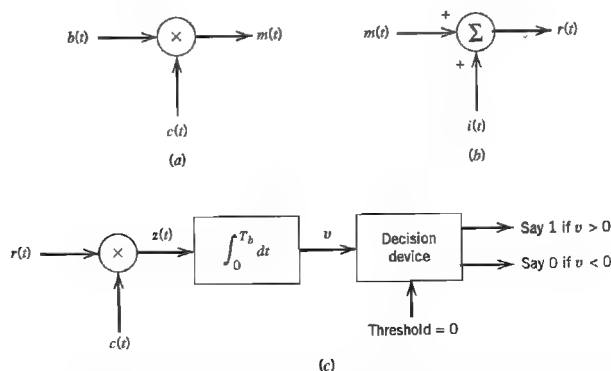 b(t)
×
m(t)
c(t)
(a)
m(t)
+
Σ
r(t)
+
i(t)
(b)
r(t)
×
z(t)
∫₀^{T_b} dt
v
Decision device
Say 1 if v > 0
Say 0 if v < 0
c(t)
Threshold = 0
(c)